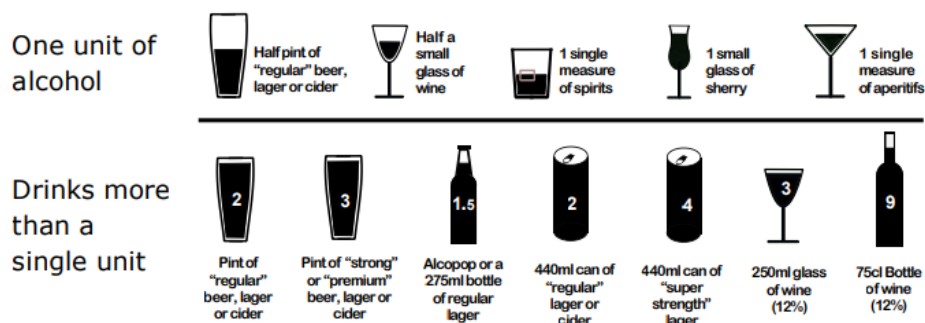 One unit of
alcohol
Half pint of
“regular” beer,
lager or cider
Half a
small
glass of
wine
1 single
measure
of spirits
1 small
glass of
sherry
1 single
measure
of aperitifs
Drinks more
than a
single unit
2
3
1.5
2
4
3
9
Pint of
“regular”
beer, lager
or cider
Pint of “strong”
or “premium”
beer, lager or
cider
Alcopop or a
275ml bottle
of regular
lager
440ml can of
“regular”
lager or
cider
440ml can of
“super
strength”
lager
250ml glass
of wine
(12%)
75cl Bottle
of wine
(12%)